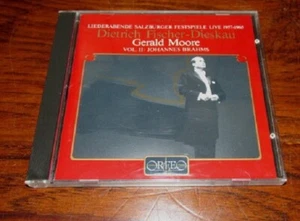 LIEDERABENDE SALZBURGER FESTSPIELE LIVE 1957-1965
Dietrich Fischer-Dieskau
Gerald Moore
VOL. II: JOHANNES BRAHMS
ORFEO